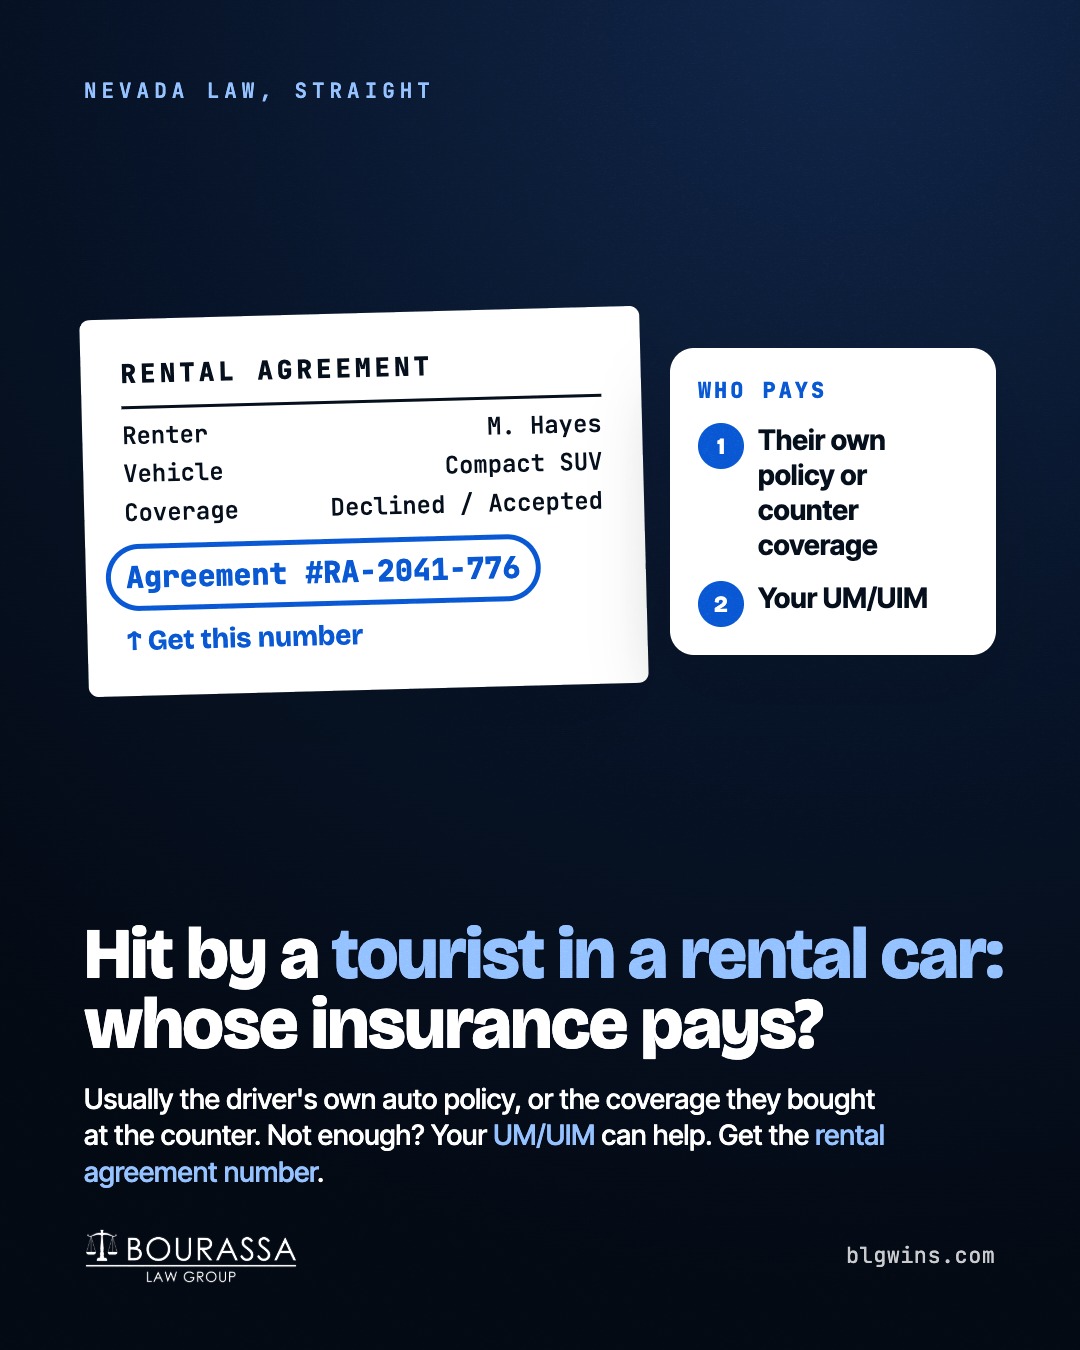 NEVADA LAW, STRAIGHT
RENTAL AGREEMENT
Renter M. Hayes
Vehicle Compact SUV
Coverage Declined / Accepted
Agreement #RA-2041-776
↑ Get this number
WHO PAYS
1 Their own
policy or
counter
coverage
2 Your UM/UIM
Hit by a tourist in a rental car:
whose insurance pays?
Usually the driver's own auto policy, or the coverage they bought
at the counter. Not enough? Your UM/UIM can help. Get the rental
agreement number.
BOURASSA
LAW GROUP
blgwins.com